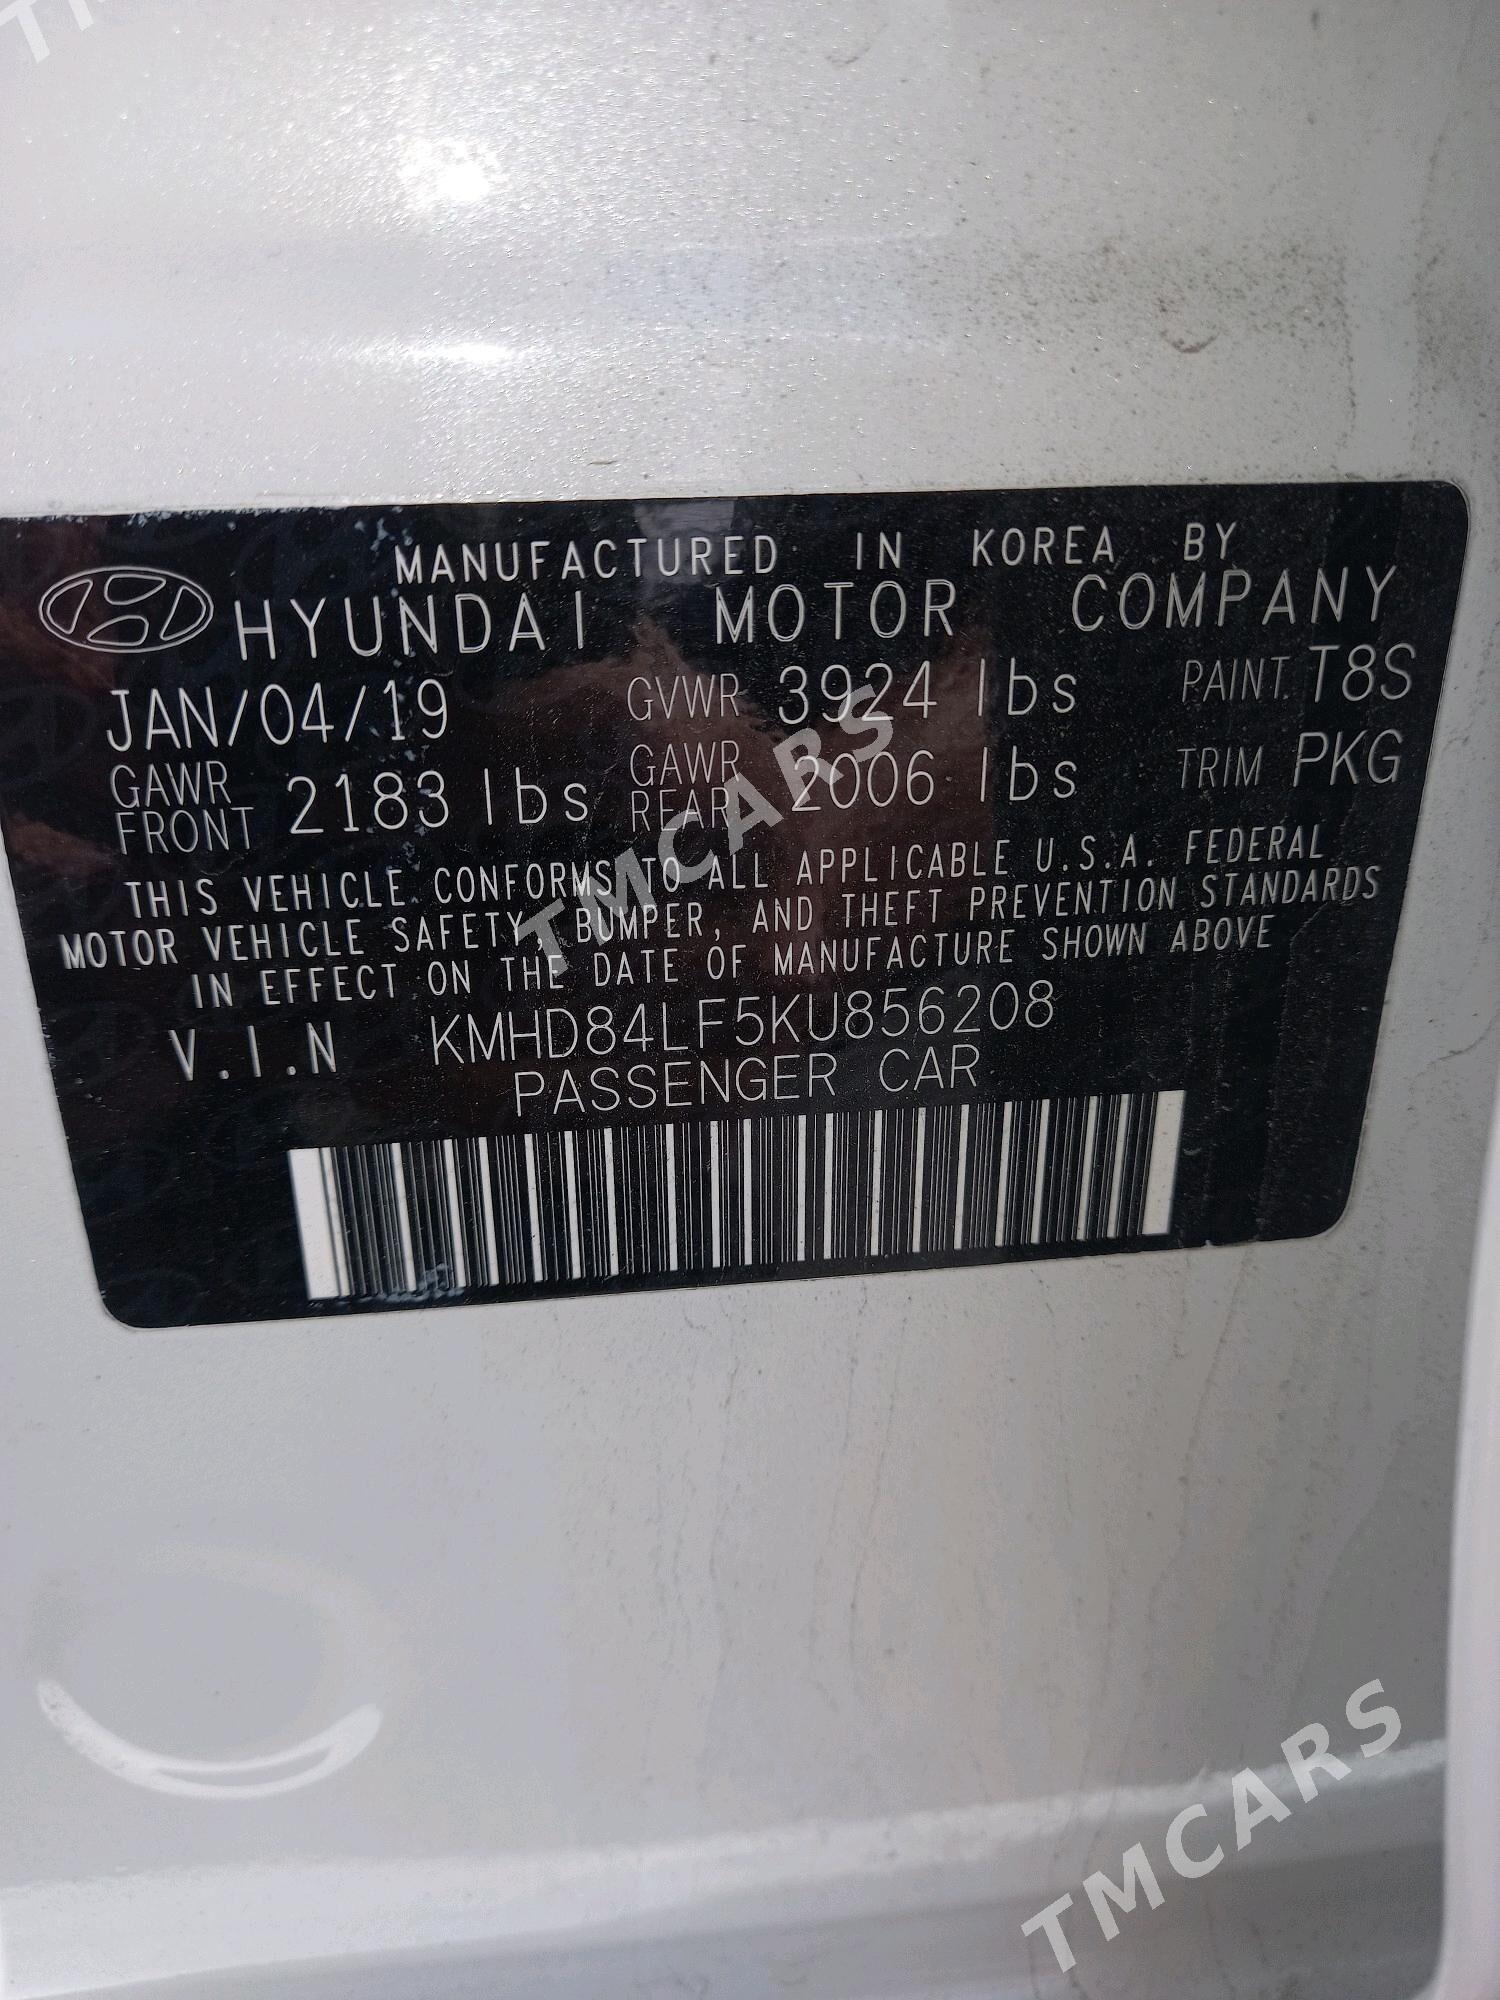 MANUFACTURED IN KOREA BY
HYUNDAI MOTOR COMPANY
JAN/04/19 GVWR 3924 lbs PAINT T8S
GAWR FRONT 2183 lbs GAWR REAR 2006 lbs TRIM PKG
THIS VEHICLE CONFORMS TO ALL APPLICABLE U.S.A. FEDERAL
MOTOR VEHICLE SAFETY, BUMPER, AND THEFT PREVENTION STANDARDS
IN EFFECT ON THE DATE OF MANUFACTURE SHOWN ABOVE
V.I.N KMHD84LF5KU856208
PASSENGER CAR
TMCARS
TMCARS